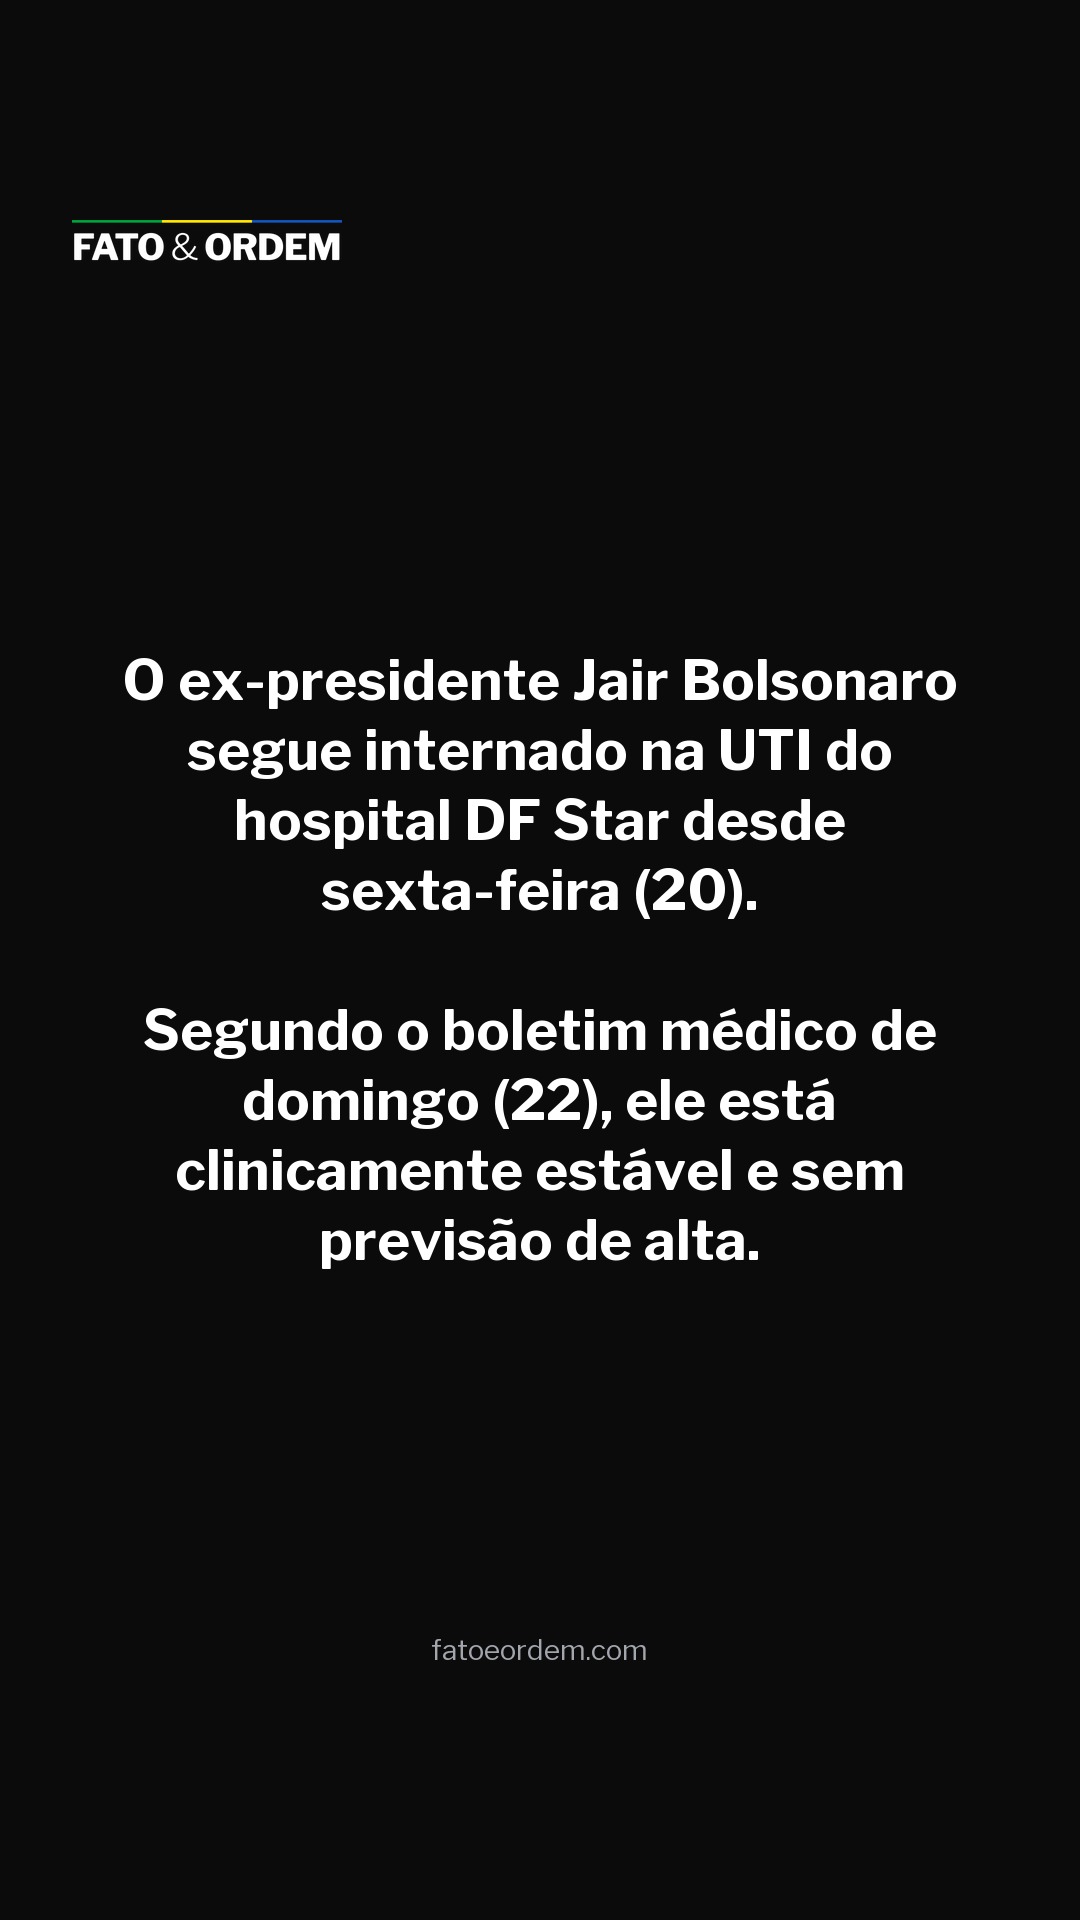 FATO & ORDEM
O ex-presidente Jair Bolsonaro
segue internado na UTI do
hospital DF Star desde
sexta-feira (20).
Segundo o boletim médico de
domingo (22), ele está
clinicamente estável e sem
previsão de alta.
fatoeordem.com